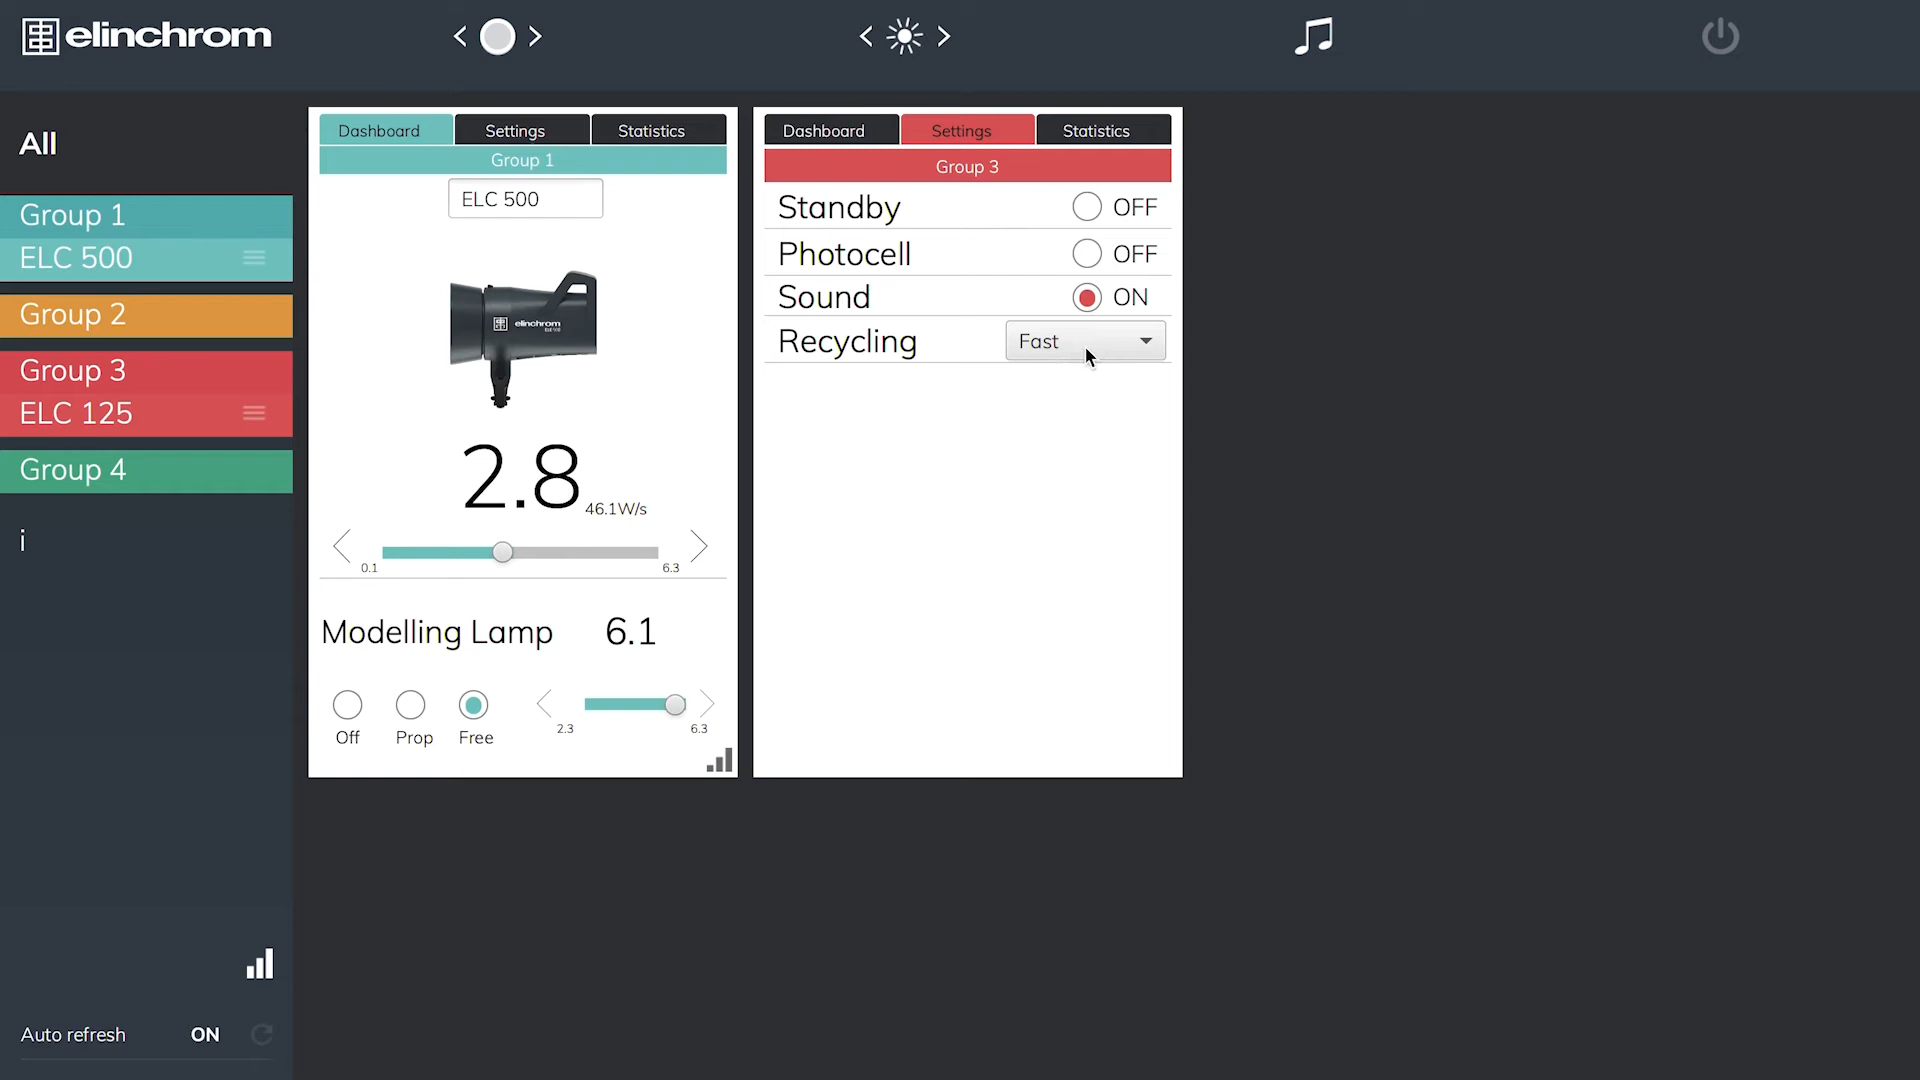 elinchrom
All
Group 1
ELC 500
Group 2
Group 3
ELC 125
Group 4
i
Auto refresh ON
Dashboard Settings Statistics
Group 1
ELC 500
elinchrom
2.8 46.1W/s
0.1 6.3
Modelling Lamp 6.1
Off Prop Free 2.3 6.3
Dashboard Settings Statistics
Group 3
Standby OFF
Photocell OFF
Sound ON
Recycling Fast